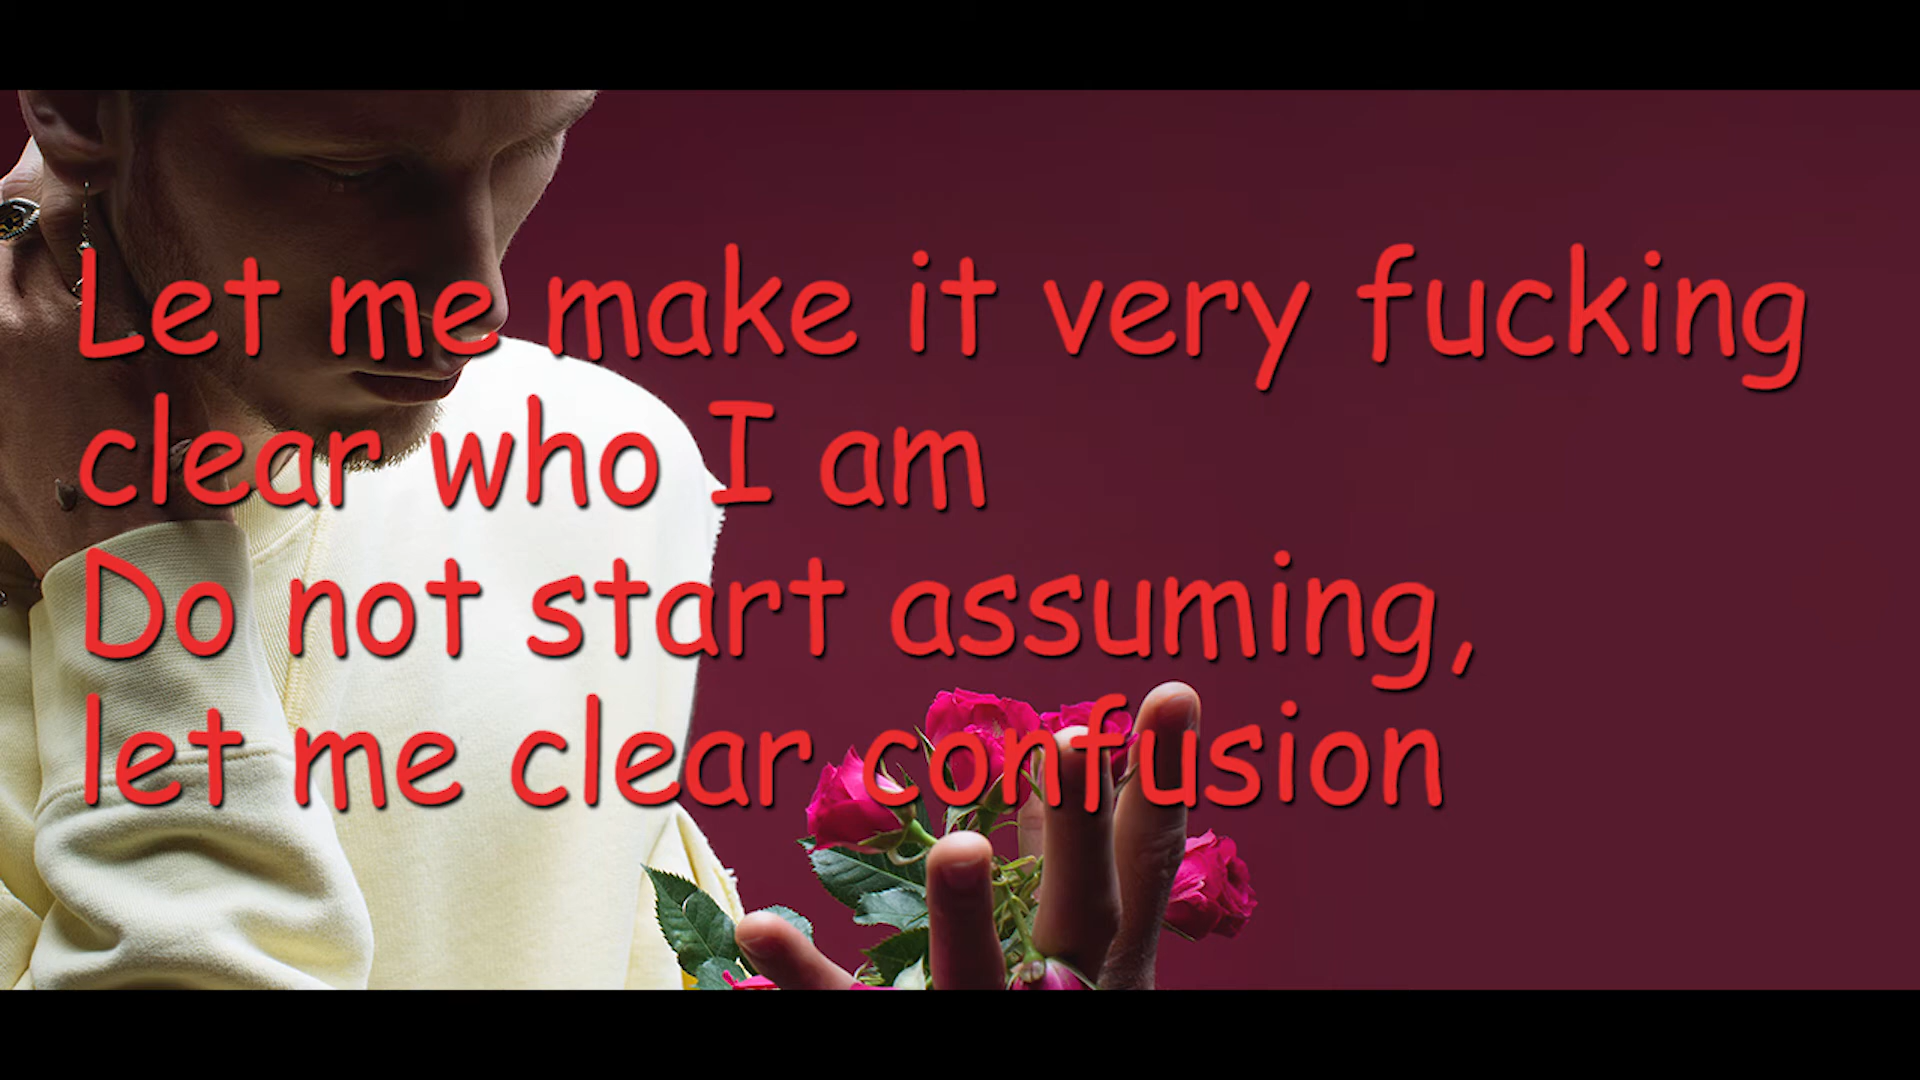 Let me make it very fucking
clear who I am
Do not start assuming,
let me clear confusion